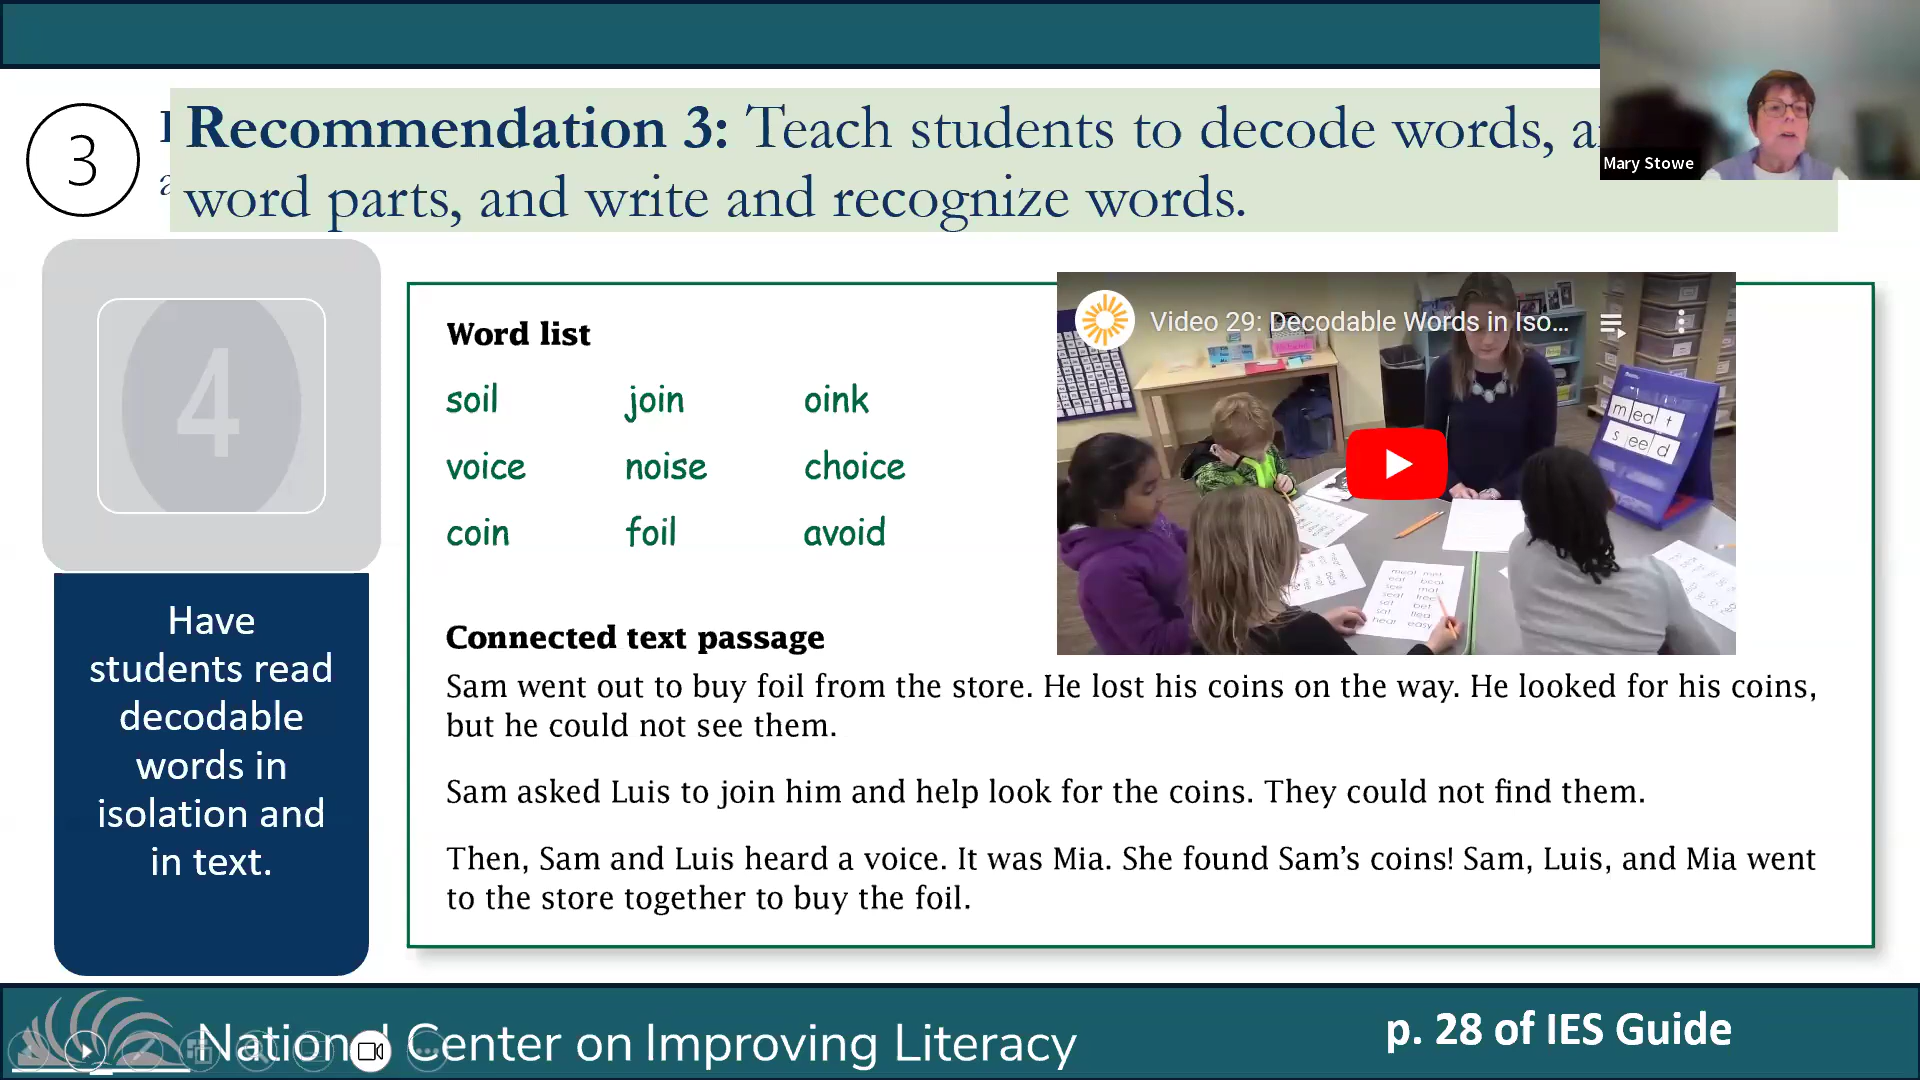 3
Recommendation 3: Teach students to decode words, a
word parts, and write and recognize words.
Mary Stowe
4
Have
students read
decodable
words in
isolation and
in text.
Word list
soil join oink
voice noise choice
coin foil avoid
Video 29: Decodable Words in Iso...
m ea t
s ee d
Connected text passage
Sam went out to buy foil from the store. He lost his coins on the way. He looked for his coins,
but he could not see them.
Sam asked Luis to join him and help look for the coins. They could not find them.
Then, Sam and Luis heard a voice. It was Mia. She found Sam’s coins! Sam, Luis, and Mia went
to the store together to buy the foil.
National Center on Improving Literacy
p. 28 of IES Guide